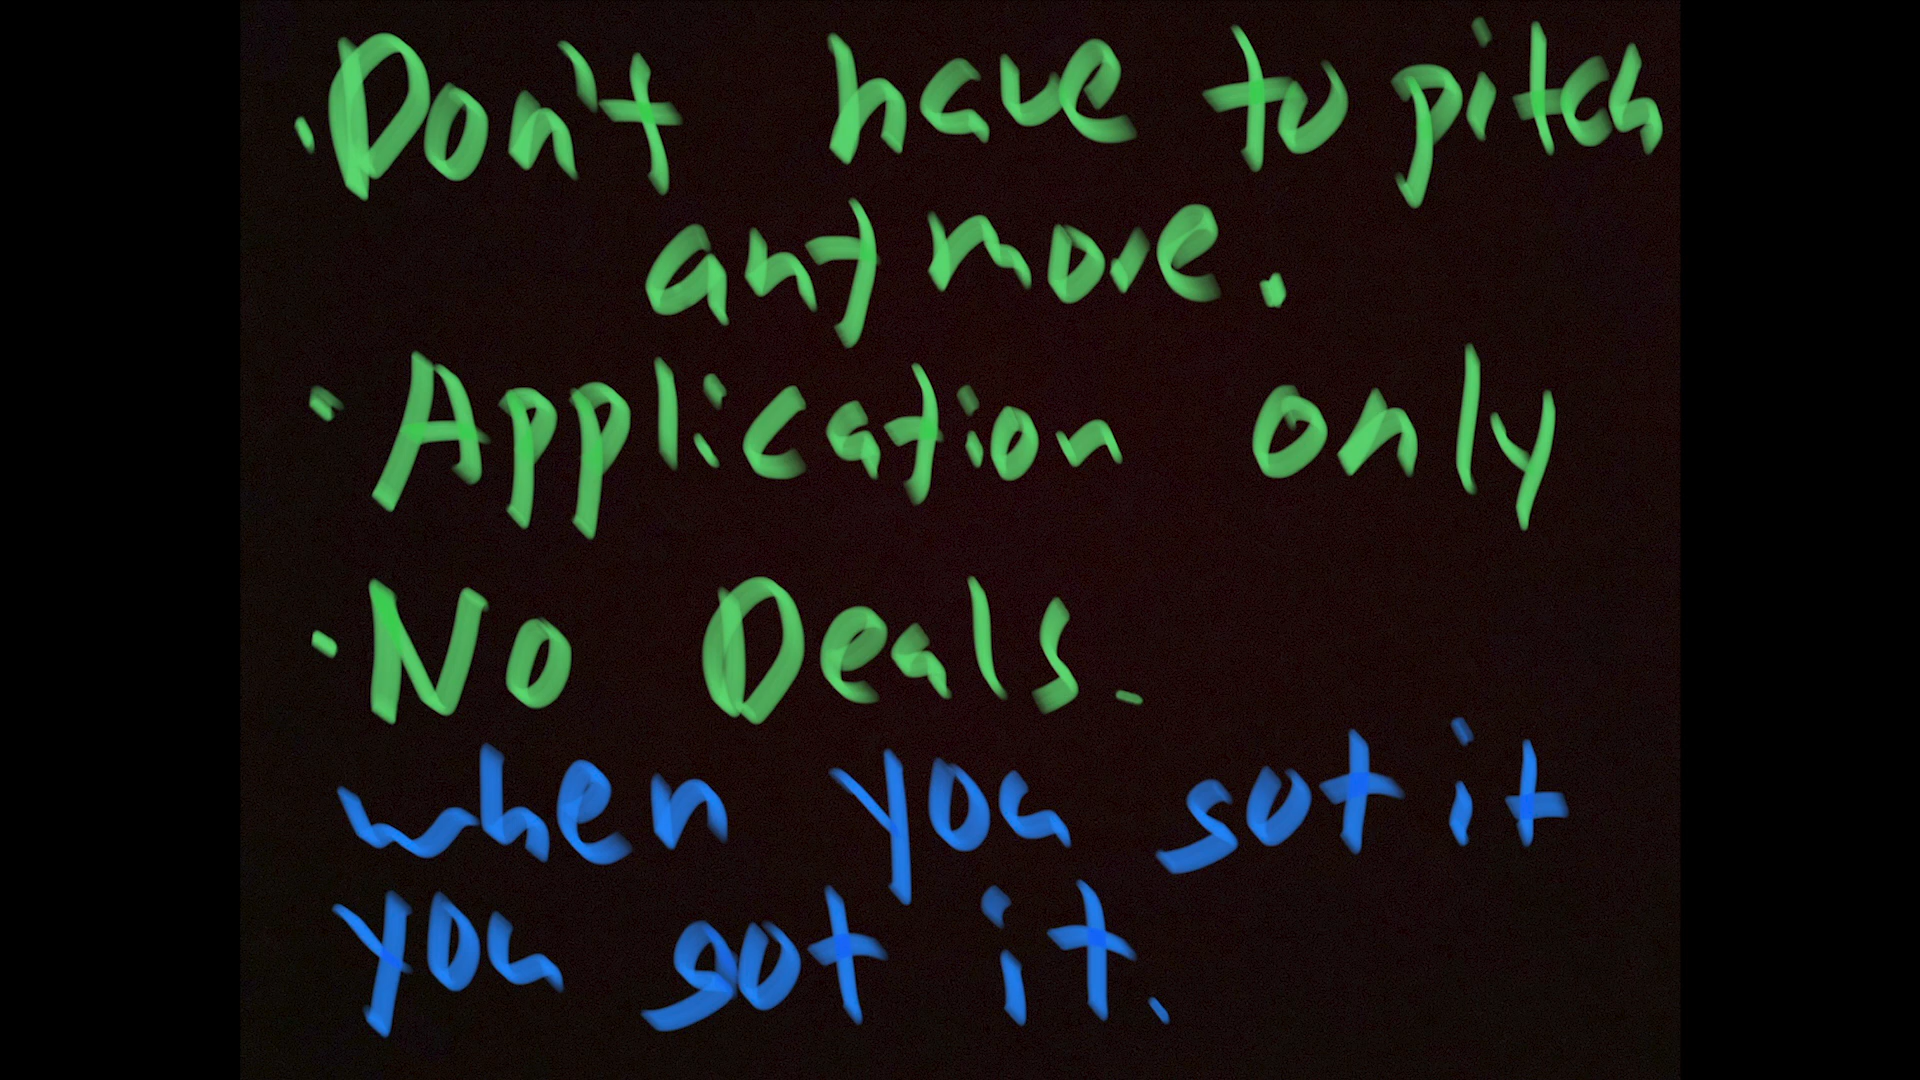 · Don't have to pitch
anymore.
· Application only
· No Deals.
when you got it
you got it.